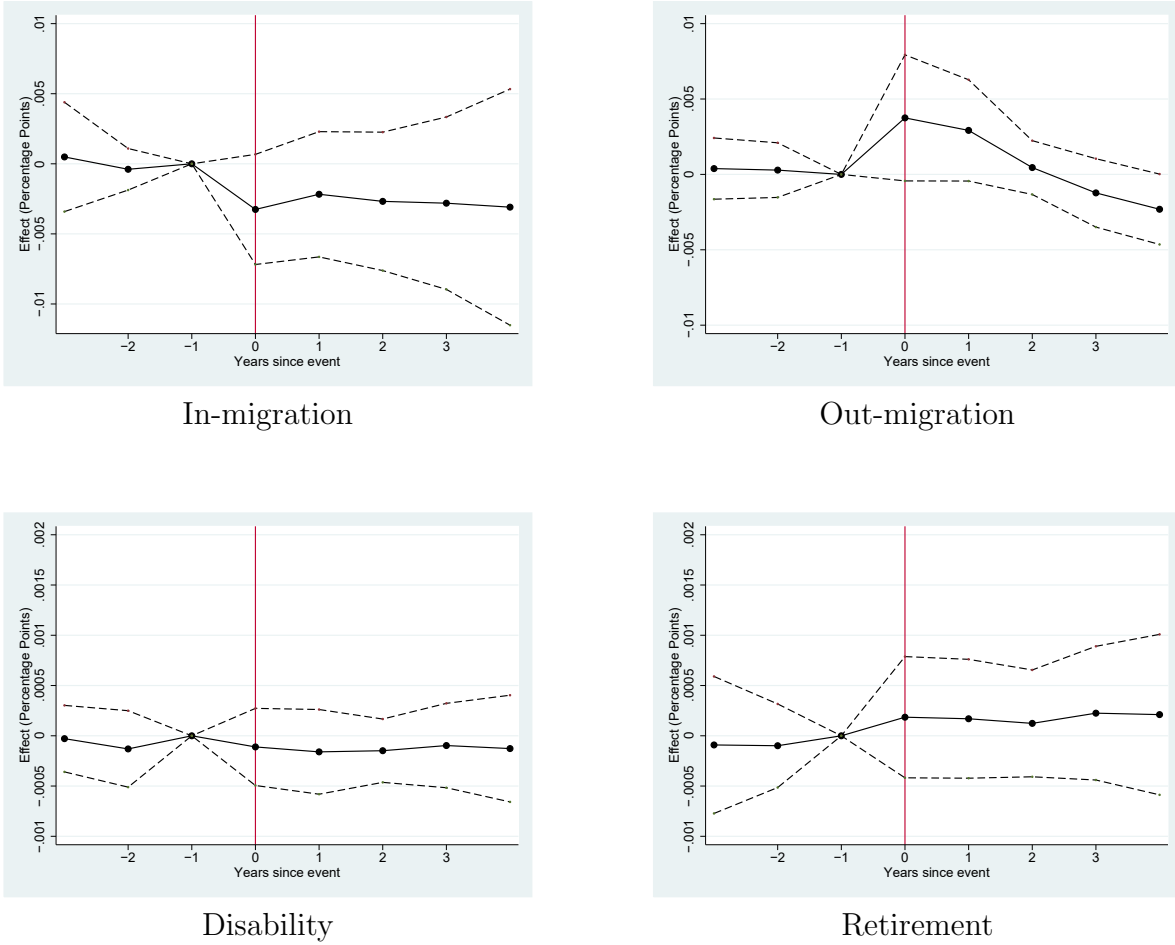 Effect (Percentage Points)
.01
.005
0
−.005
−.01
−2 −1 0 1 2 3
Years since event
In-migration
Effect (Percentage Points)
.01
.005
0
−.005
−.01
−2 −1 0 1 2 3
Years since event
Out-migration
Effect (Percentage Points)
.002
.0015
.001
.0005
0
−.0005
−.001
−2 −1 0 1 2 3
Years since event
Disability
Effect (Percentage Points)
.002
.0015
.001
.0005
0
−.0005
−.001
−2 −1 0 1 2 3
Years since event
Retirement